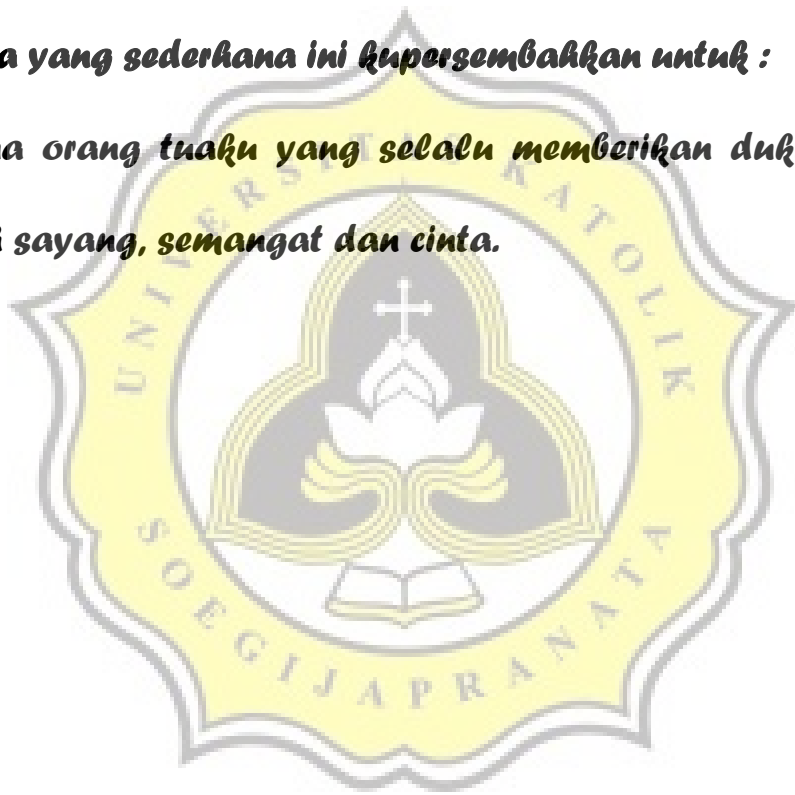 a yang sederhana ini kupersembahkan untuk :
a orang tuaku yang selalu memberikan duk
i sayang, semangat dan cinta.
UNIVERSITAS KATOLIK
SOEGIJAPRANATA